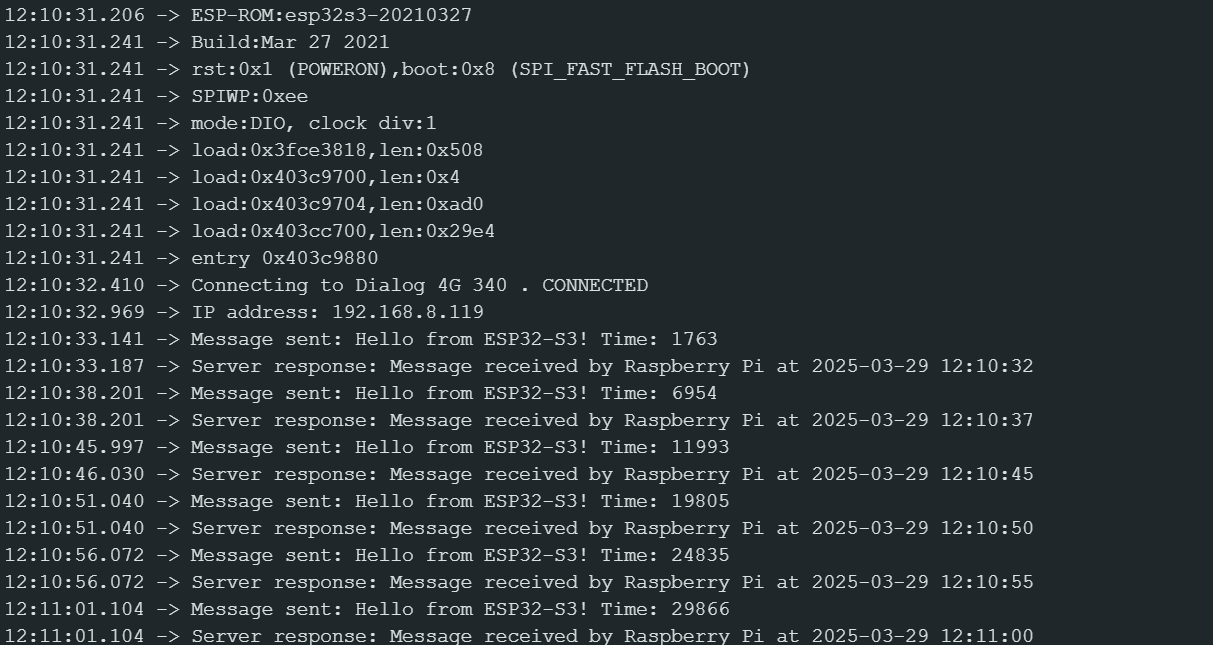 12:10:31.206 -> ESP-ROM:esp32s3-20210327
12:10:31.241 -> Build:Mar 27 2021
12:10:31.241 -> rst:0x1 (POWERON),boot:0x8 (SPI_FAST_FLASH_BOOT)
12:10:31.241 -> SPIWP:0xee
12:10:31.241 -> mode:DIO, clock div:1
12:10:31.241 -> load:0x3fce3818,len:0x508
12:10:31.241 -> load:0x403c9700,len:0x4
12:10:31.241 -> load:0x403c9704,len:0xad0
12:10:31.241 -> load:0x403cc700,len:0x29e4
12:10:31.241 -> entry 0x403c9880
12:10:32.410 -> Connecting to Dialog 4G 340 . CONNECTED
12:10:32.969 -> IP address: 192.168.8.119
12:10:33.141 -> Message sent: Hello from ESP32-S3! Time: 1763
12:10:33.187 -> Server response: Message received by Raspberry Pi at 2025-03-29 12:10:32
12:10:38.201 -> Message sent: Hello from ESP32-S3! Time: 6954
12:10:38.201 -> Server response: Message received by Raspberry Pi at 2025-03-29 12:10:37
12:10:45.997 -> Message sent: Hello from ESP32-S3! Time: 11993
12:10:46.030 -> Server response: Message received by Raspberry Pi at 2025-03-29 12:10:45
12:10:51.040 -> Message sent: Hello from ESP32-S3! Time: 19805
12:10:51.040 -> Server response: Message received by Raspberry Pi at 2025-03-29 12:10:50
12:10:56.072 -> Message sent: Hello from ESP32-S3! Time: 24835
12:10:56.072 -> Server response: Message received by Raspberry Pi at 2025-03-29 12:10:55
12:11:01.104 -> Message sent: Hello from ESP32-S3! Time: 29866
12:11:01.104 -> Server response: Message received by Raspberry Pi at 2025-03-29 12:11:00